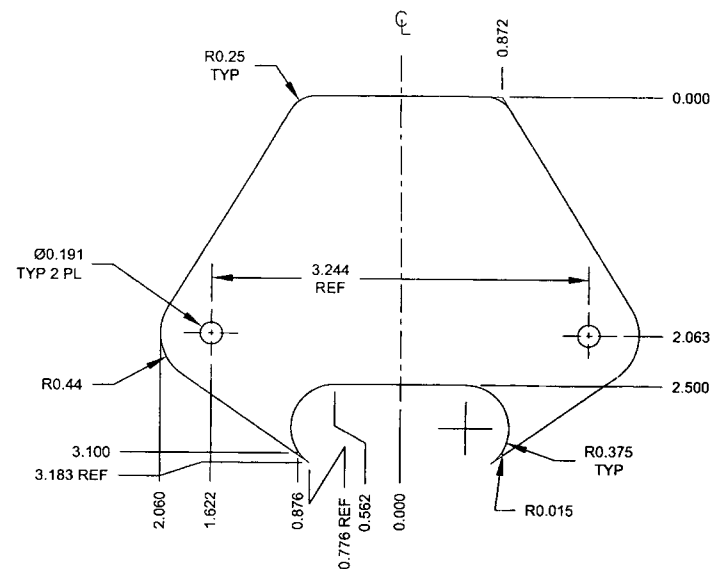 ℄
0.872
R0.25
TYP
0.000
Ø0.191
TYP 2 PL
3.244
REF
2.063
R0.44
2.500
3.100
3.183 REF
R0.375
TYP
R0.015
2.060
1.622
0.876
0.776 REF
0.562
0.000